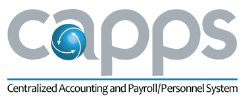 capps
Centralized Accounting and Payroll/Personnel System